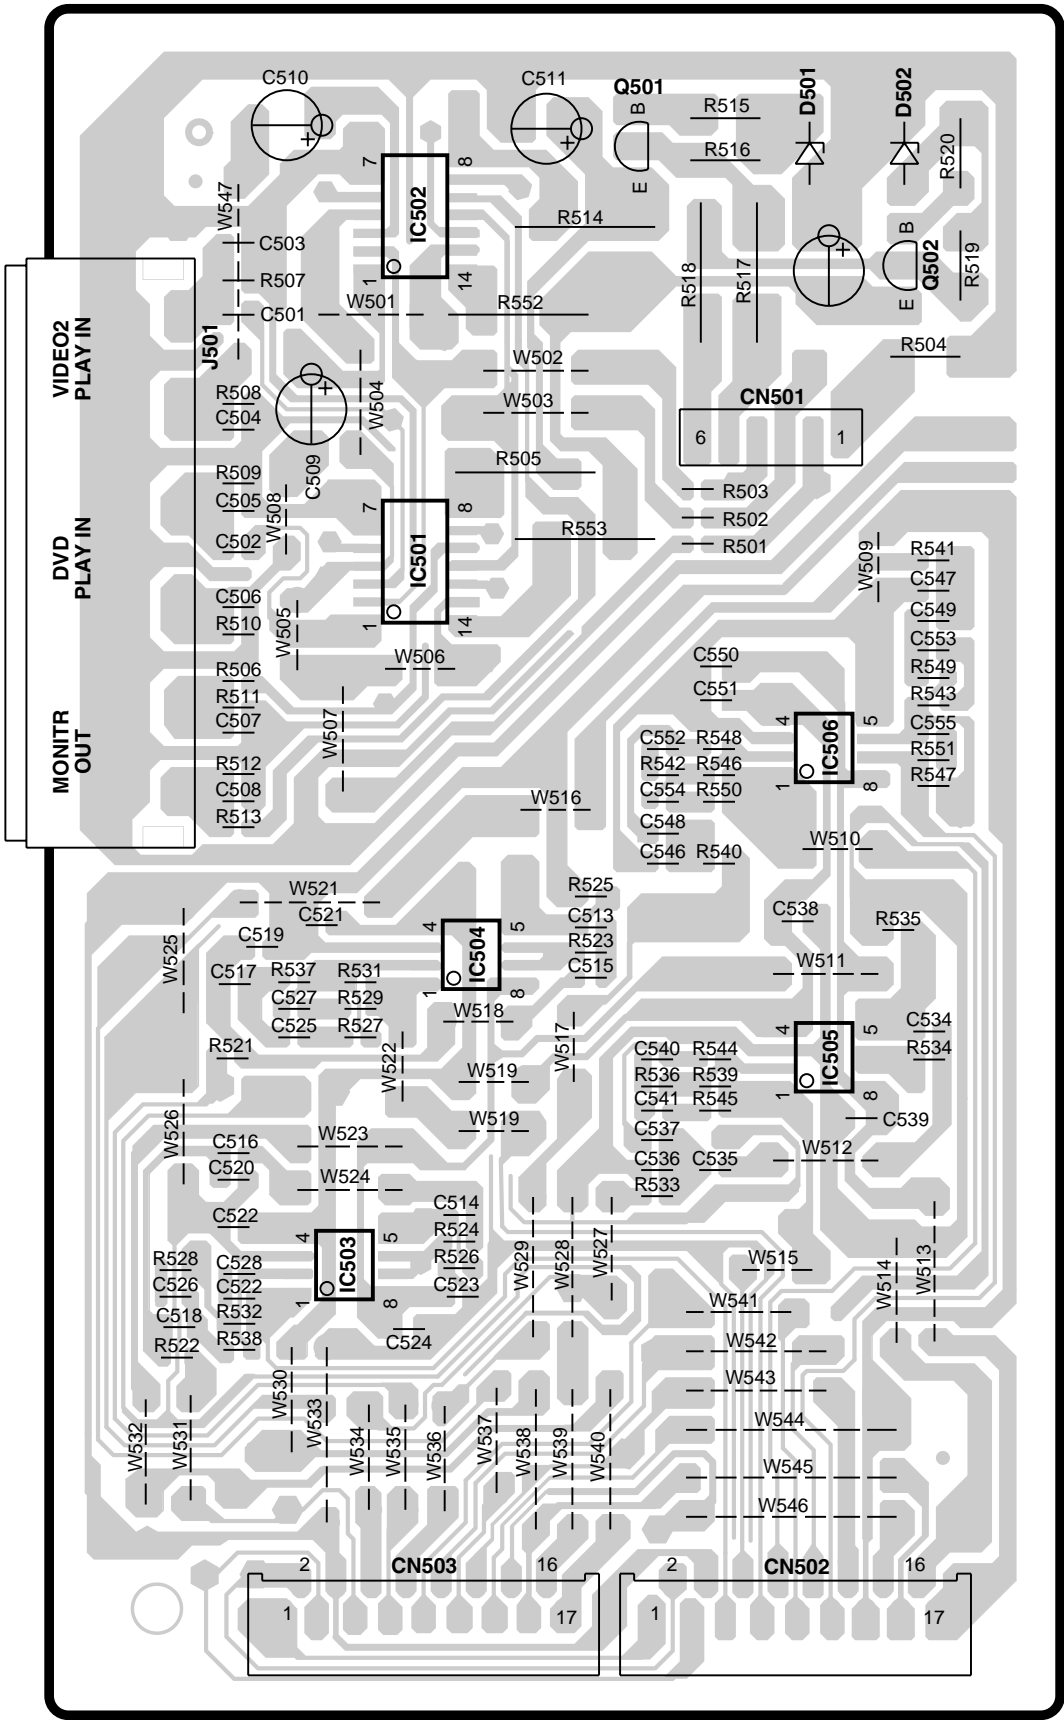 C510
C511
Q501
B
E
R515
R516
D501
D502
R520
7
8
IC502
1
14
W547
C503
R507
C501
R514
R518
R517
B
E
Q502
R519
W501
R552
R504
VIDEO2
PLAY IN
J501
W502
W503
W504
R508
C504
C509
CN501
6
1
R505
R509
C505
W508
C502
DVD
PLAY IN
7
8
IC501
1
14
R503
R502
R501
R553
W509
R541
C547
C549
C553
R549
R543
C555
R551
R547
C506
R510
W505
W506
R506
R511
C507
W507
MONITR
OUT
R512
C508
R513
C550
C551
4
5
IC506
1
8
C552
R548
R542
R546
C554
R550
C548
C546
R540
W516
W510
W521
C521
C519
W525
C517
R537
R531
C527
R529
C525
R527
R521
W522
4
5
IC504
1
8
R525
C513
R523
C515
C538
R535
W511
W518
W517
W519
W519
4
5
IC505
1
8
C534
R534
C540
R544
R536
R539
C541
R545
C537
C536
C535
R533
C539
W512
W526
C516
C520
W523
W524
C522
4
5
IC503
1
8
C514
R524
R526
C523
C524
R528
C528
C526
C522
C518
R532
R522
R538
W529
W528
W527
W515
W514
W513
W541
W542
W543
W544
W545
W546
W530
W533
W532
W531
W534
W535
W536
W537
W538
W539
W540
2
CN503
16
1
17
2
CN502
16
1
17